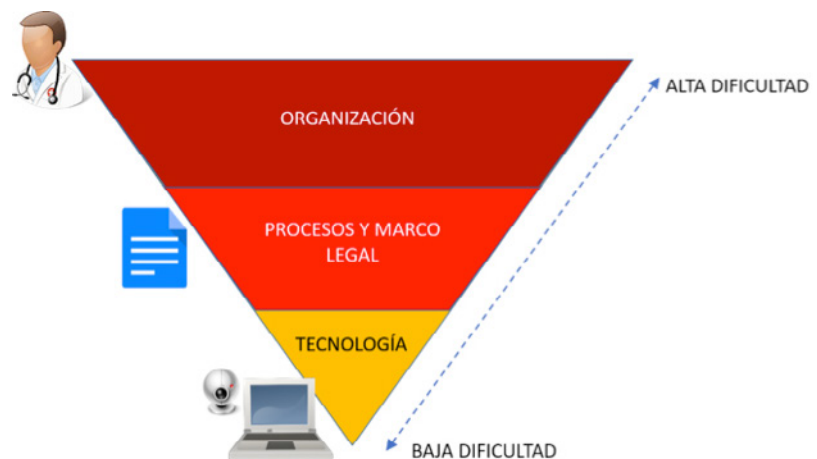 ALTA DIFICULTAD
ORGANIZACIÓN
PROCESOS Y MARCO
LEGAL
TECNOLOGÍA
BAJA DIFICULTAD